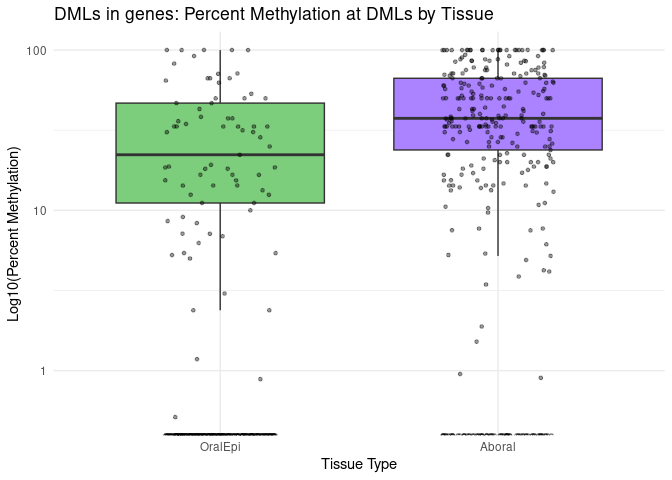 DMLs in genes: Percent Methylation at DMLs by Tissue
Log10(Percent Methylation)
100
10
1
OralEpi
Aboral
Tissue Type